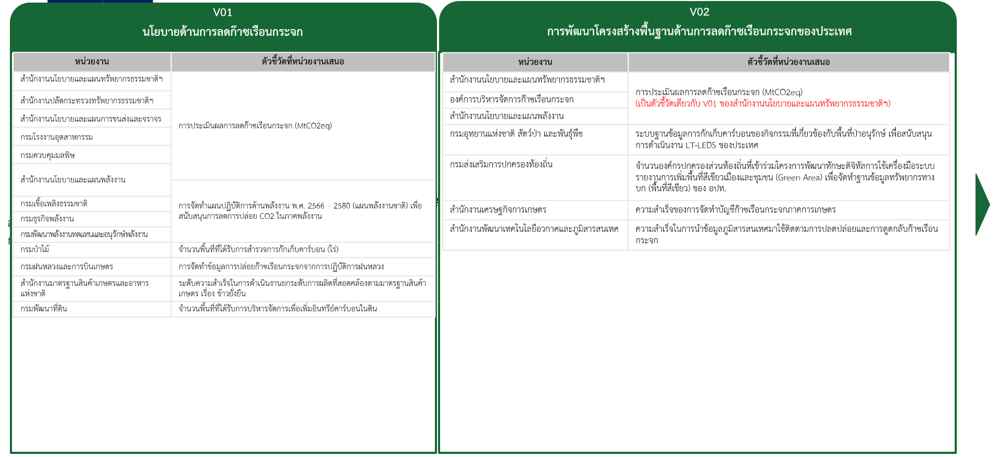 V01
นโยบายด้านการลดก๊าซเรือนกระจก
หน่วยงาน
ตัวชี้วัดที่หน่วยงานเสนอ
สำนักงานนโยบายและแผนทรัพยากรธรรมชาติฯ
สำนักงานปลัดกระทรวงทรัพยากรธรรมชาติฯ
สำนักงานนโยบายและแผนการขนส่งและจราจร
กรมโรงงานอุตสาหกรรม
กรมควบคุมมลพิษ
สำนักงานนโยบายและแผนพลังงาน
การประเมินผลการลดก๊าซเรือนกระจก (MtCO2eq)
กรมเชื้อเพลิงธรรมชาติ
กรมธุรกิจพลังงาน
กรมพัฒนาพลังงานทดแทนและอนุรักษ์พลังงาน
การจัดทำแผนปฏิบัติการด้านพลังงาน พ.ศ. 2566 – 2580 (แผนพลังงานชาติ) เพื่อ
สนับสนุนการลดการปล่อย CO2 ในภาคพลังงาน
กรมป่าไม้
จำนวนพื้นที่ที่ได้รับการสำรวจการกักเก็บคาร์บอน (ไร่)
กรมฝนหลวงและการบินเกษตร
การจัดทำข้อมูลการปล่อยก๊าซเรือนกระจกจากการปฏิบัติการฝนหลวง
สำนักงานมาตรฐานสินค้าเกษตรและอาหาร
แห่งชาติ
ระดับความสำเร็จในการดำเนินงานยกระดับการผลิตที่สอดคล้องตามมาตรฐานสินค้า
เกษตร เรื่อง ข้าวยั่งยืน
กรมพัฒนาที่ดิน
จำนวนพื้นที่ที่ได้รับการบริหารจัดการเพื่อเพิ่มอินทรีย์คาร์บอนในดิน
V02
การพัฒนาโครงสร้างพื้นฐานด้านการลดก๊าซเรือนกระจกของประเทศ
หน่วยงาน
ตัวชี้วัดที่หน่วยงานเสนอ
สำนักงานนโยบายและแผนทรัพยากรธรรมชาติฯ
องค์การบริหารจัดการก๊าซเรือนกระจก
สำนักงานนโยบายและแผนพลังงาน
การประเมินผลการลดก๊าซเรือนกระจก (MtCO2eq)
(เป็นตัวชี้วัดเดียวกับ V01 ของสำนักงานนโยบายและแผนทรัพยากรธรรมชาติฯ)
กรมอุทยานแห่งชาติ สัตว์ป่า และพันธุ์พืช
ระบบฐานข้อมูลการกักเก็บคาร์บอนของกิจกรรมที่เกี่ยวข้องกับพื้นที่ป่าอนุรักษ์ เพื่อสนับสนุน
การดำเนินงาน LT-LEDS ของประเทศ
กรมส่งเสริมการปกครองท้องถิ่น
จำนวนองค์กรปกครองส่วนท้องถิ่นที่เข้าร่วมโครงการพัฒนาทักษะดิจิทัลการใช้เครื่องมือระบบ
รายงานการเพิ่มพื้นที่สีเขียวเมืองและชุมชน (Green Area) เพื่อจัดทำฐานข้อมูลทรัพยากรทาง
บก (พื้นที่สีเขียว) ของ อปท.
สำนักงานเศรษฐกิจการเกษตร
ความสำเร็จของการจัดทำบัญชีก๊าซเรือนกระจกภาคการเกษตร
สำนักงานพัฒนาเทคโนโลยีอวกาศและภูมิสารสนเทศ
ความสำเร็จในการนำข้อมูลภูมิสารสนเทศมาใช้ติดตามการปลดปล่อยและการดูดกลับก๊าซเรือน
กระจก